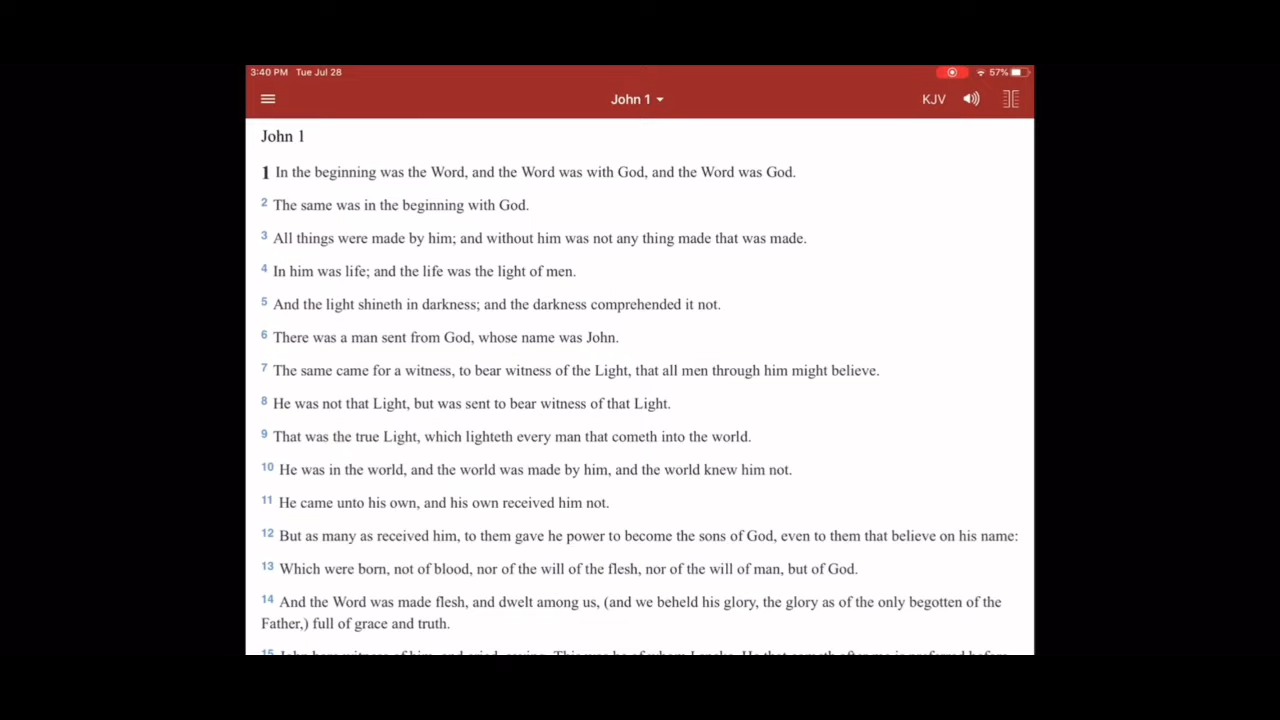 3:40 PM Tue Jul 28
57%
John 1
KJV
John 1
1 In the beginning was the Word, and the Word was with God, and the Word was God.
2 The same was in the beginning with God.
3 All things were made by him; and without him was not any thing made that was made.
4 In him was life; and the life was the light of men.
5 And the light shineth in darkness; and the darkness comprehended it not.
6 There was a man sent from God, whose name was John.
7 The same came for a witness, to bear witness of the Light, that all men through him might believe.
8 He was not that Light, but was sent to bear witness of that Light.
9 That was the true Light, which lighteth every man that cometh into the world.
10 He was in the world, and the world was made by him, and the world knew him not.
11 He came unto his own, and his own received him not.
12 But as many as received him, to them gave he power to become the sons of God, even to them that believe on his name:
13 Which were born, not of blood, nor of the will of the flesh, nor of the will of man, but of God.
14 And the Word was made flesh, and dwelt among us, (and we beheld his glory, the glory as of the only begotten of the
Father,) full of grace and truth.